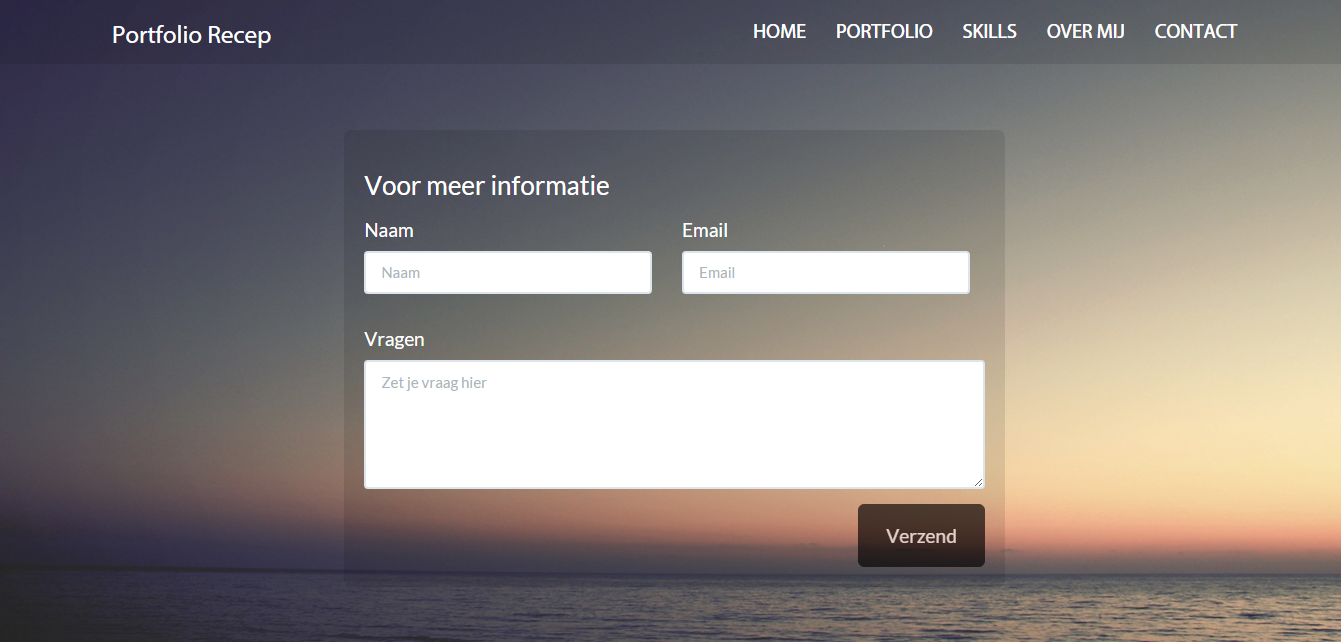 Portfolio Recep
HOME PORTFOLIO SKILLS OVER MIJ CONTACT
Voor meer informatie
Naam Email
Naam Email
Vragen
Zet je vraag hier
Verzend